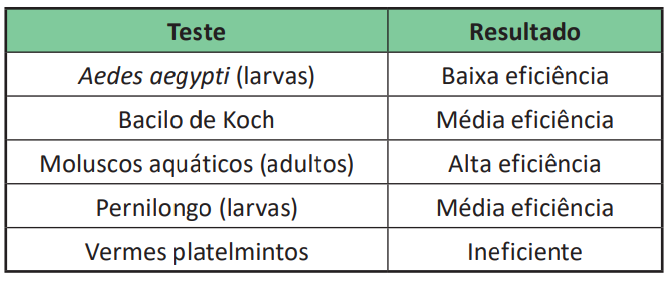 Teste Resultado
Aedes aegypti (larvas) Baixa eficiência
Bacilo de Koch Média eficiência
Moluscos aquáticos (adultos) Alta eficiência
Pernilongo (larvas) Média eficiência
Vermes platelmintos Ineficiente